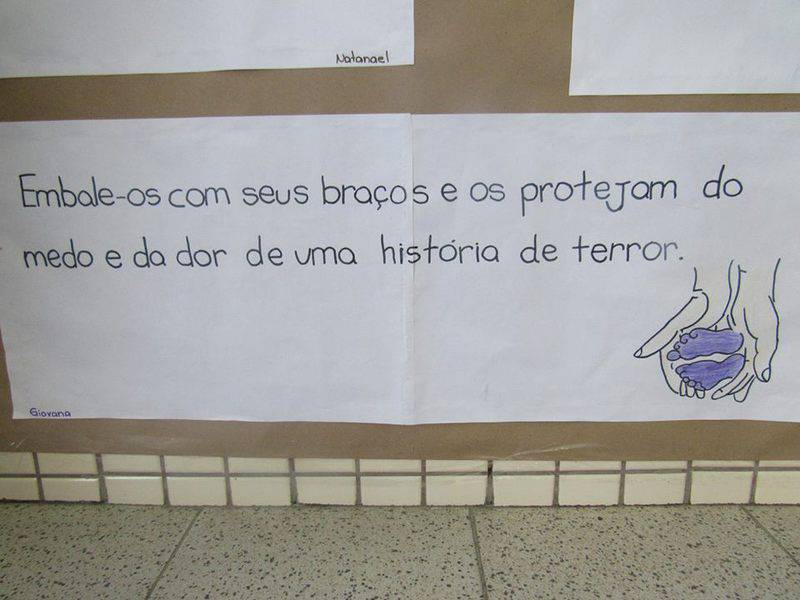 Natanael
Embale-os com seus braços e os protejam do
medo e da dor de uma história de terror.
Giovana